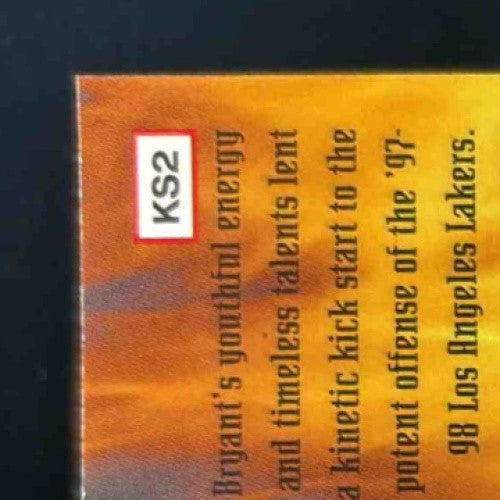 KS2
Bryant's youthful energy
and timeless talents lent
a kinetic kick start to the
potent offense of the '97-
98 Los Angeles Lakers.